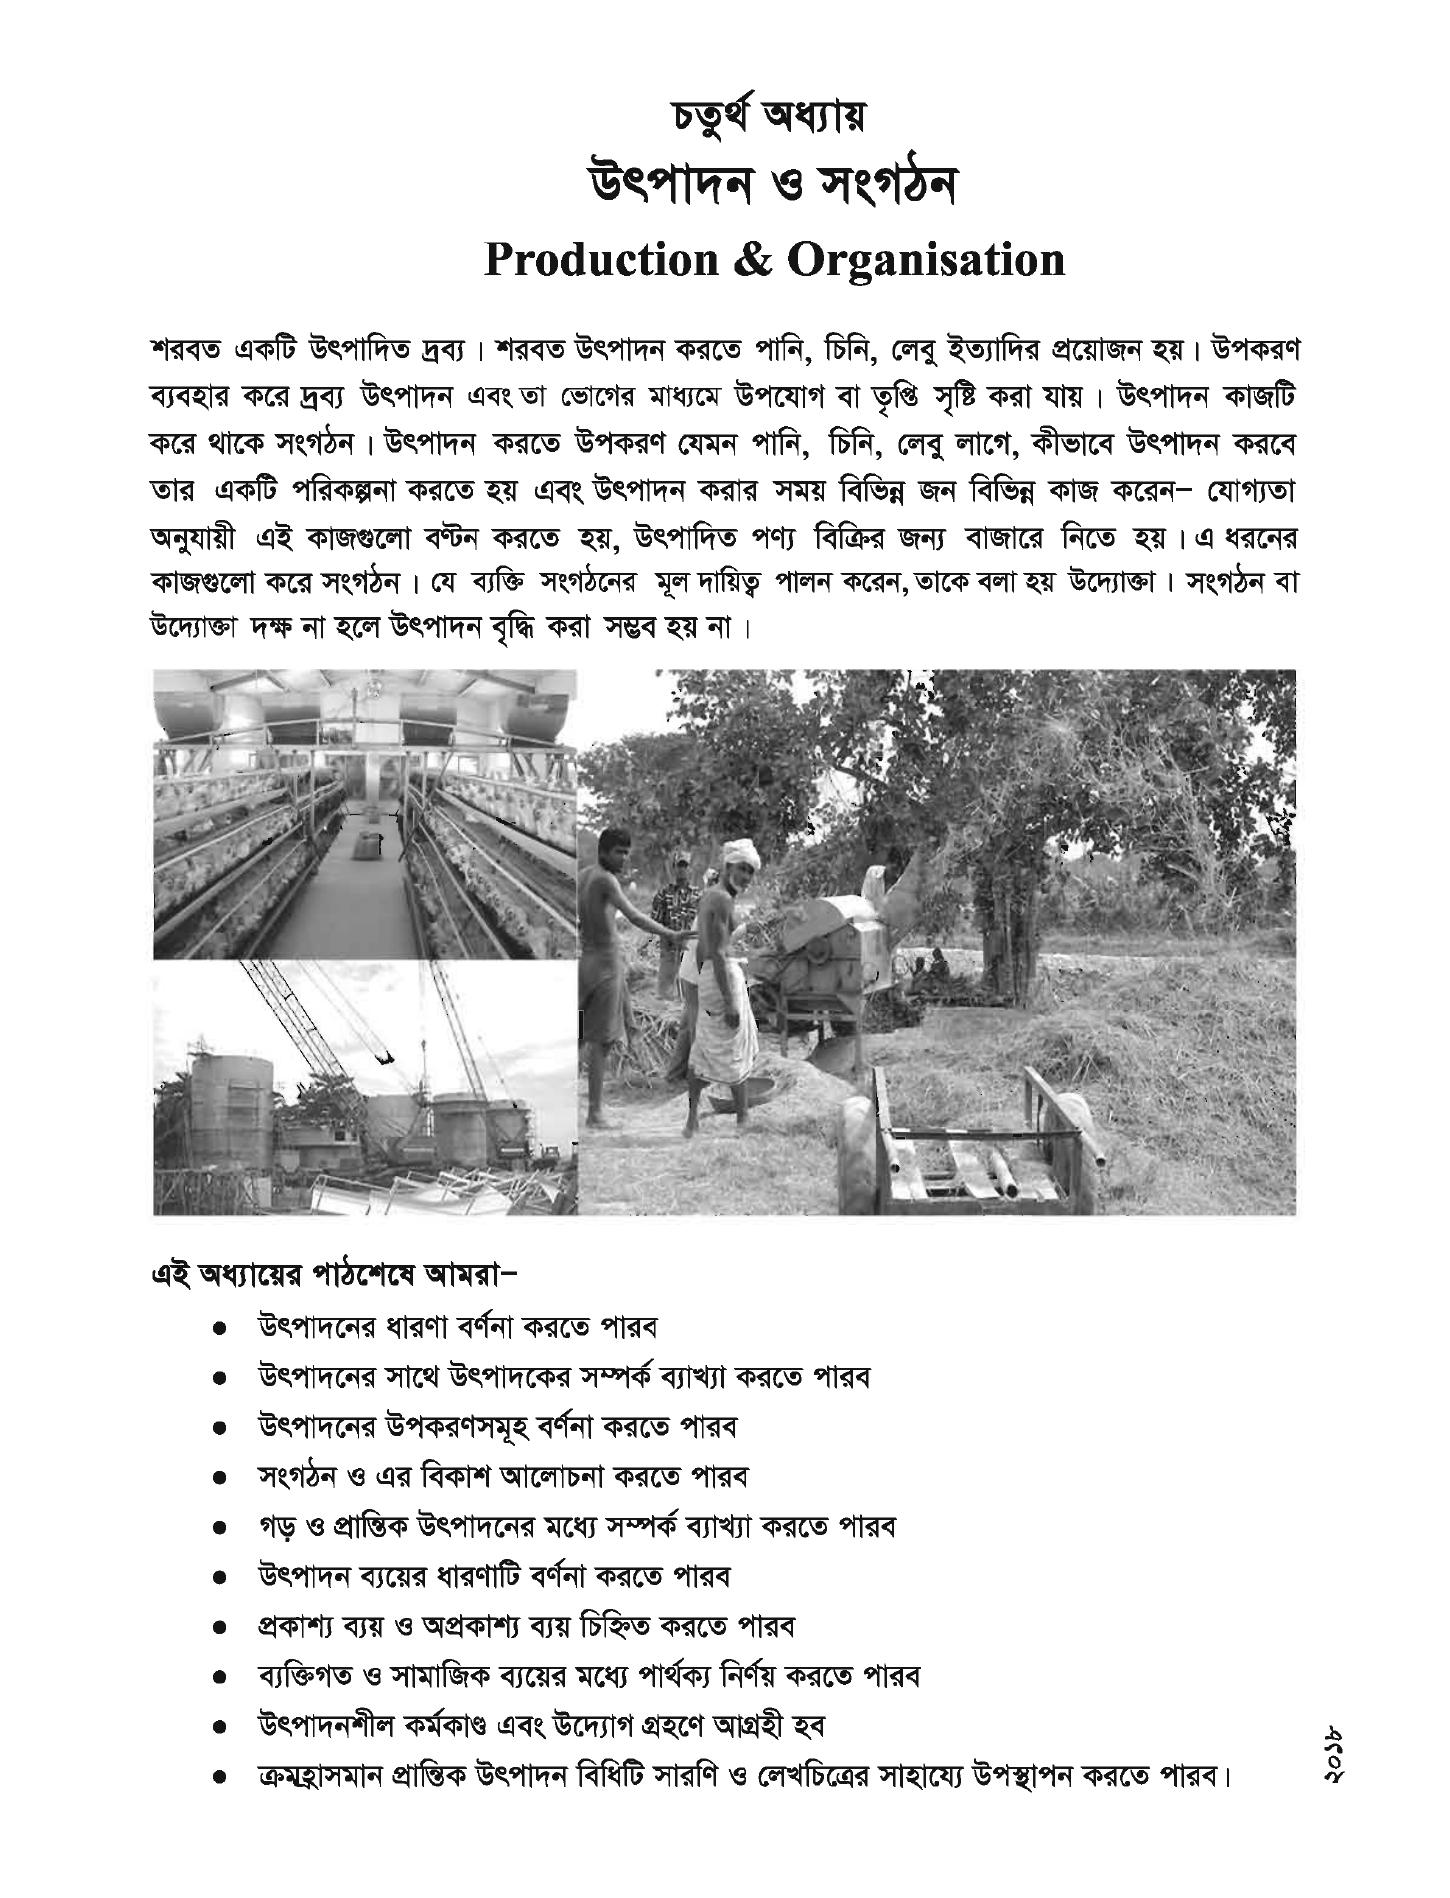 চতুর্থ অধ্যায়
উৎপাদন ও সংগঠন
Production & Organisation
শরবত একটি উৎপাদিত দ্রব্য। শরবত উৎপাদন করতে পানি, চিনি, লেবু ইত্যাদির প্রয়োজন হয়। উপকরণ
ব্যবহার করে দ্রব্য উৎপাদন এবং তা ভোগের মাধ্যমে উপযোগ বা তৃপ্তি সৃষ্টি করা যায়। উৎপাদন কাজটি
করে থাকে সংগঠন। উৎপাদন করতে উপকরণ যেমন পানি, চিনি, লেবু লাগে, কীভাবে উৎপাদন করবে
তার একটি পরিকল্পনা করতে হয় এবং উৎপাদন করার সময় বিভিন্ন জন বিভিন্ন কাজ করেন– যোগ্যতা
অনুযায়ী এই কাজগুলো বণ্টন করতে হয়, উৎপাদিত পণ্য বিক্রির জন্য বাজারে নিতে হয়। এ ধরনের
কাজগুলো করে সংগঠন। যে ব্যক্তি সংগঠনের মূল দায়িত্ব পালন করেন, তাকে বলা হয় উদ্যোক্তা। সংগঠন বা
উদ্যোক্তা দক্ষ না হলে উৎপাদন বৃদ্ধি করা সম্ভব হয় না।
এই অধ্যায়ের পাঠশেষে আমরা–
• উৎপাদনের ধারণা বর্ণনা করতে পারব
• উৎপাদনের সাথে উৎপাদকের সম্পর্ক ব্যাখ্যা করতে পারব
• উৎপাদনের উপকরণসমূহ বর্ণনা করতে পারব
• সংগঠন ও এর বিকাশ আলোচনা করতে পারব
• গড় ও প্রান্তিক উৎপাদনের মধ্যে সম্পর্ক ব্যাখ্যা করতে পারব
• উৎপাদন ব্যয়ের ধারণাটি বর্ণনা করতে পারব
• প্রকাশ্য ব্যয় ও অপ্রকাশ্য ব্যয় চিহ্নিত করতে পারব
• ব্যক্তিগত ও সামাজিক ব্যয়ের মধ্যে পার্থক্য নির্ণয় করতে পারব
• উৎপাদনশীল কর্মকাণ্ড এবং উদ্যোগ গ্রহণে আগ্রহী হব
• ক্রমহ্রাসমান প্রান্তিক উৎপাদন বিধিটি সারণি ও লেখচিত্রের সাহায্যে উপস্থাপন করতে পারব।
২০১৮